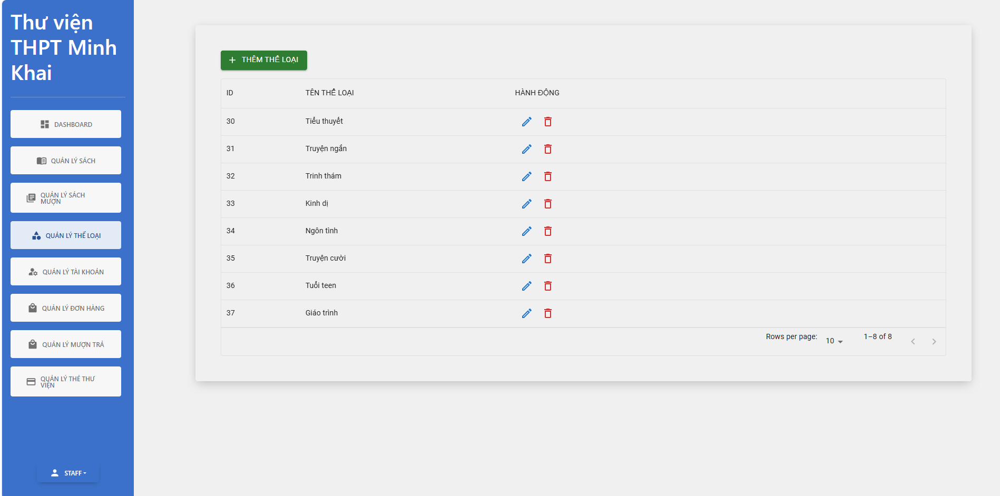 Thư viện
THPT Minh
Khai
DASHBOARD
QUẢN LÝ SÁCH
QUẢN LÝ SÁCH
MƯỢN
QUẢN LÝ THỂ LOẠI
QUẢN LÝ TÀI KHOẢN
QUẢN LÝ ĐƠN HÀNG
QUẢN LÝ MƯỢN TRẢ
QUẢN LÝ THẺ THƯ
VIỆN
STAFF
THÊM THỂ LOẠI
ID TÊN THỂ LOẠI HÀNH ĐỘNG
30 Tiểu thuyết
31 Truyện ngắn
32 Trinh thám
33 Kinh dị
34 Ngôn tình
35 Truyện cười
36 Tuổi teen
37 Giáo trình
Rows per page: 10 1–8 of 8